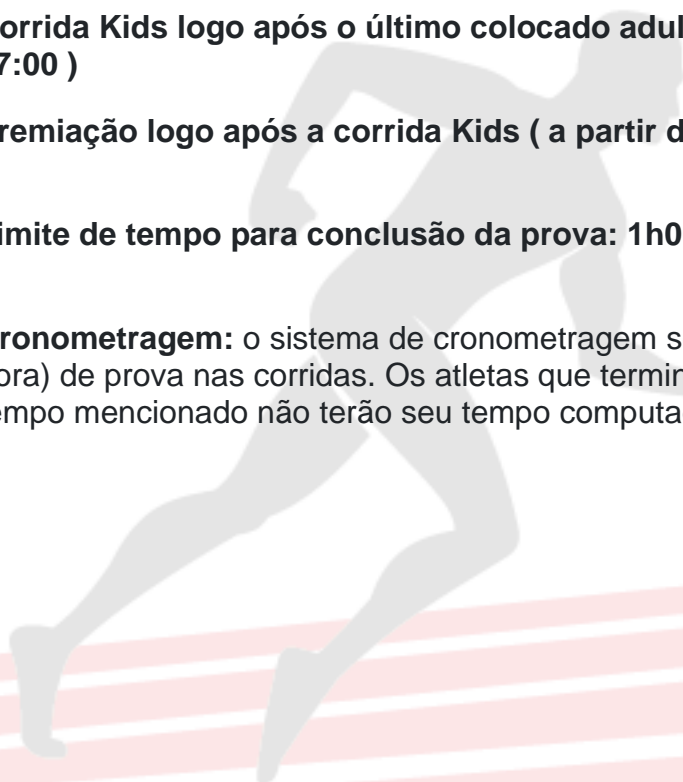 orrida Kids logo após o último colocado adul
7:00 )
remiação logo após a corrida Kids ( a partir d
imite de tempo para conclusão da prova: 1h0
ronometragem: o sistema de cronometragem s
ora) de prova nas corridas. Os atletas que termin
empo mencionado não terão seu tempo computa